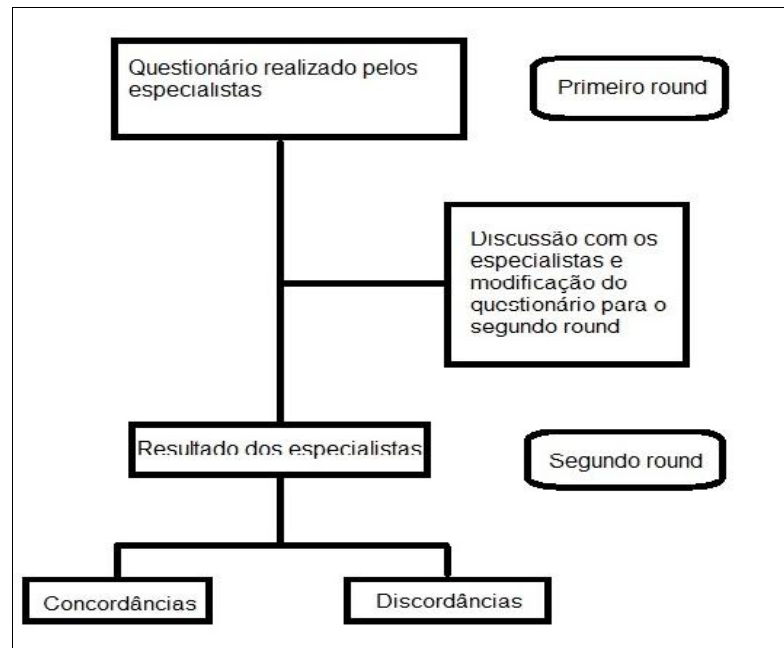 Questionário realizado pelos
especialistas
Primeiro round
Discussão com os
especialistas e
modificação do
questionário para o
segundo round
Resultado dos especialistas
Segundo round
Concordâncias
Discordâncias